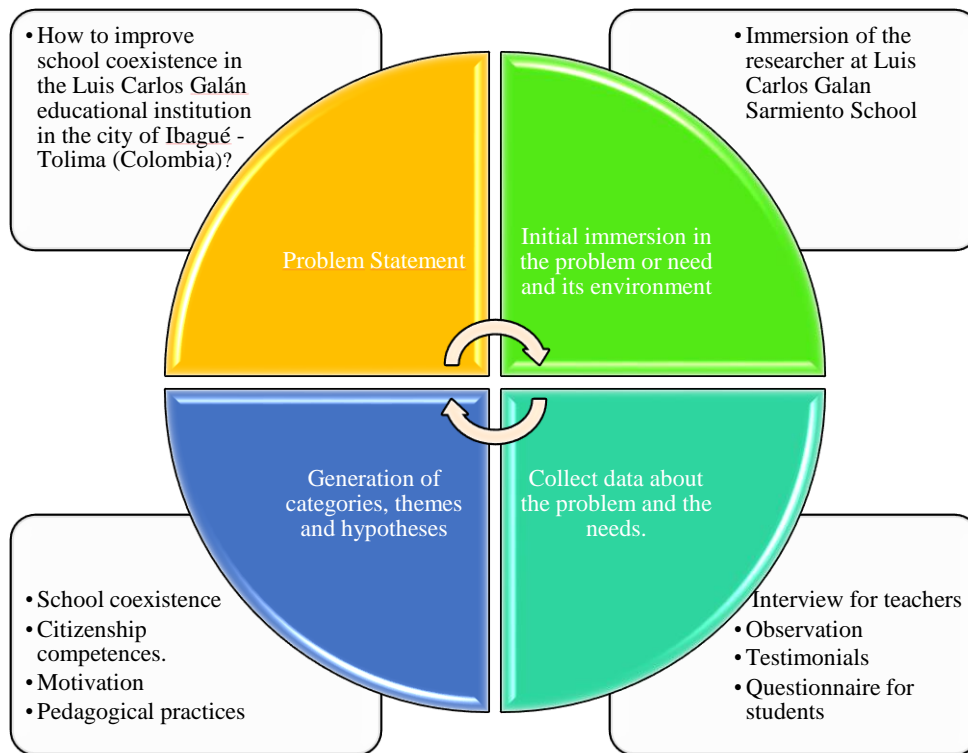 • How to improve
school coexistence in
the Luis Carlos Galán
educational institution
in the city of Ibagué -
Tolima (Colombia)?
• Immersion of the
researcher at Luis
Carlos Galan
Sarmiento School
Problem Statement
Initial immersion in
the problem or need
and its environment
Generation of
categories, themes
and hypotheses
Collect data about
the problem and the
needs.
• School coexistence
• Citizenship
competences.
• Motivation
• Pedagogical practices
Interview for teachers
• Observation
• Testimonials
• Questionnaire for
students